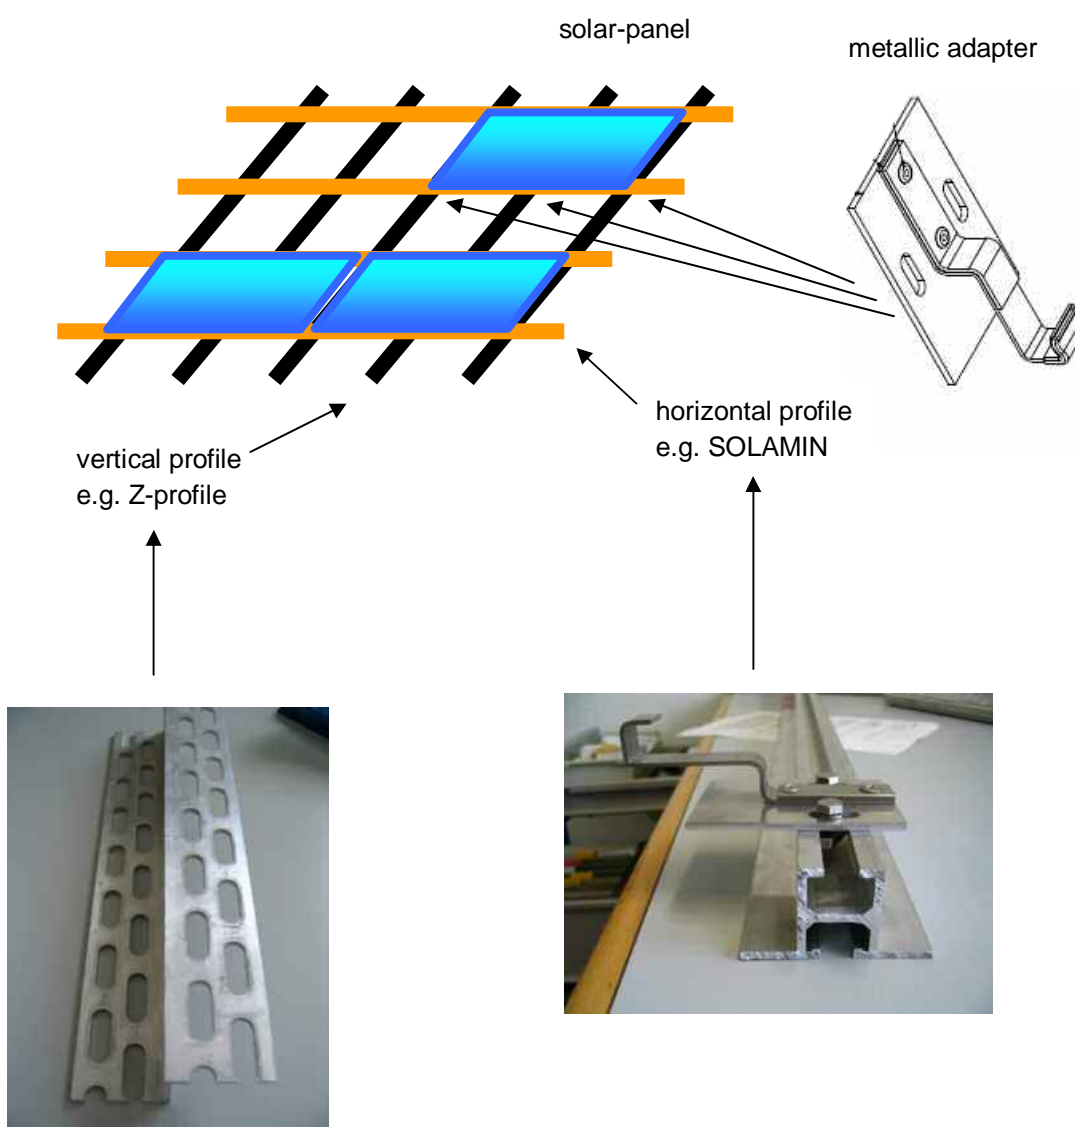 solar-panel
metallic adapter
horizontal profile
e.g. SOLAMIN
vertical profile
e.g. Z-profile